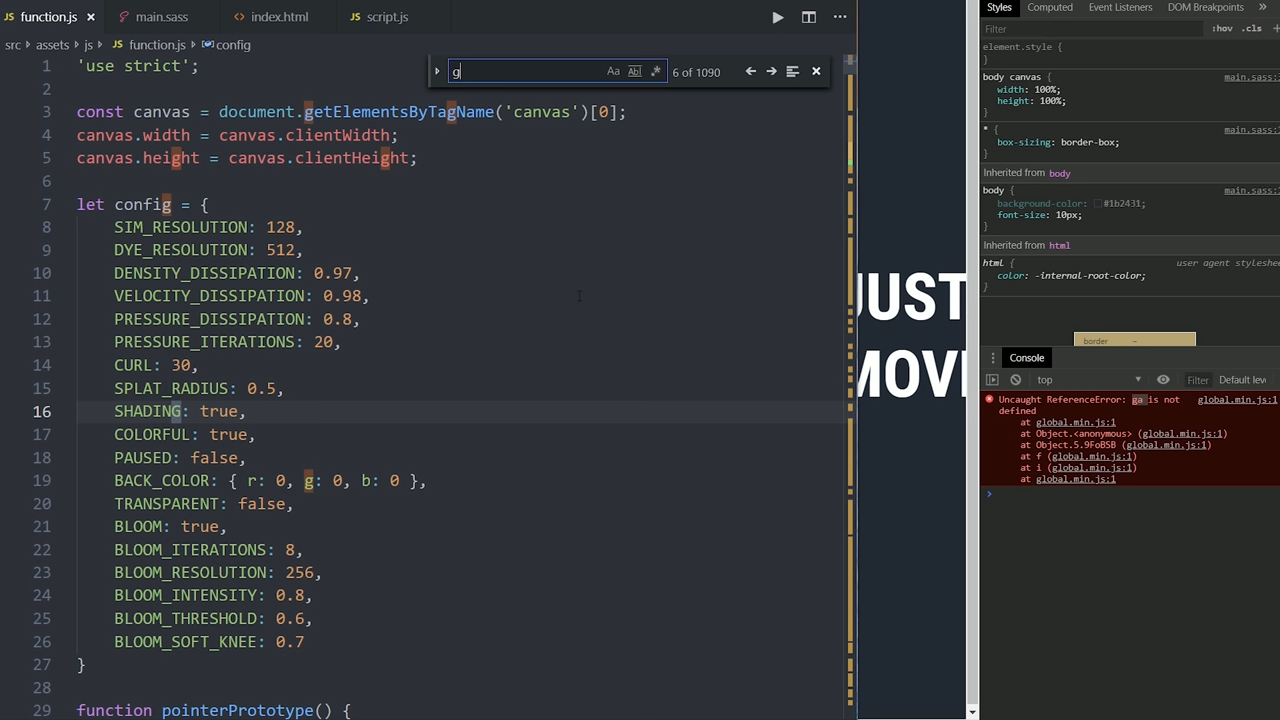 function.js
main.sass
index.html
script.js
src > assets > js > function.js > config
g
Aa Abl .* 6 of 1090
1 'use strict';
2
3 const canvas = document.getElementsByTagName('canvas')[0];
4 canvas.width = canvas.clientWidth;
5 canvas.height = canvas.clientHeight;
6
7 let config = {
8 SIM_RESOLUTION: 128,
9 DYE_RESOLUTION: 512,
10 DENSITY_DISSIPATION: 0.97,
11 VELOCITY_DISSIPATION: 0.98,
12 PRESSURE_DISSIPATION: 0.8,
13 PRESSURE_ITERATIONS: 20,
14 CURL: 30,
15 SPLAT_RADIUS: 0.5,
16 SHADING: true,
17 COLORFUL: true,
18 PAUSED: false,
19 BACK_COLOR: { r: 0, g: 0, b: 0 },
20 TRANSPARENT: false,
21 BLOOM: true,
22 BLOOM_ITERATIONS: 8,
23 BLOOM_RESOLUTION: 256,
24 BLOOM_INTENSITY: 0.8,
25 BLOOM_THRESHOLD: 0.6,
26 BLOOM_SOFT_KNEE: 0.7
27 }
28
29 function pointerPrototype() {
JUST
MOVE
Styles Computed Event Listeners DOM Breakpoints »
Filter :hov .cls
element.style {
}
body canvas { main.sass:
width: 100%;
height: 100%;
}
* { main.sass:
box-sizing: border-box;
}
Inherited from body
body { main.sass:
background-color: #1b2431;
font-size: 10px;
}
Inherited from html
html { user agent styleshee
color: -internal-root-color;
}
border –
Console
top Filter Default leve
Uncaught ReferenceError: ga is not global.min.js:1
defined
at global.min.js:1
at Object.<anonymous> (global.min.js:1)
at Object.5.9FoBSB (global.min.js:1)
at f (global.min.js:1)
at i (global.min.js:1)
at global.min.js:1